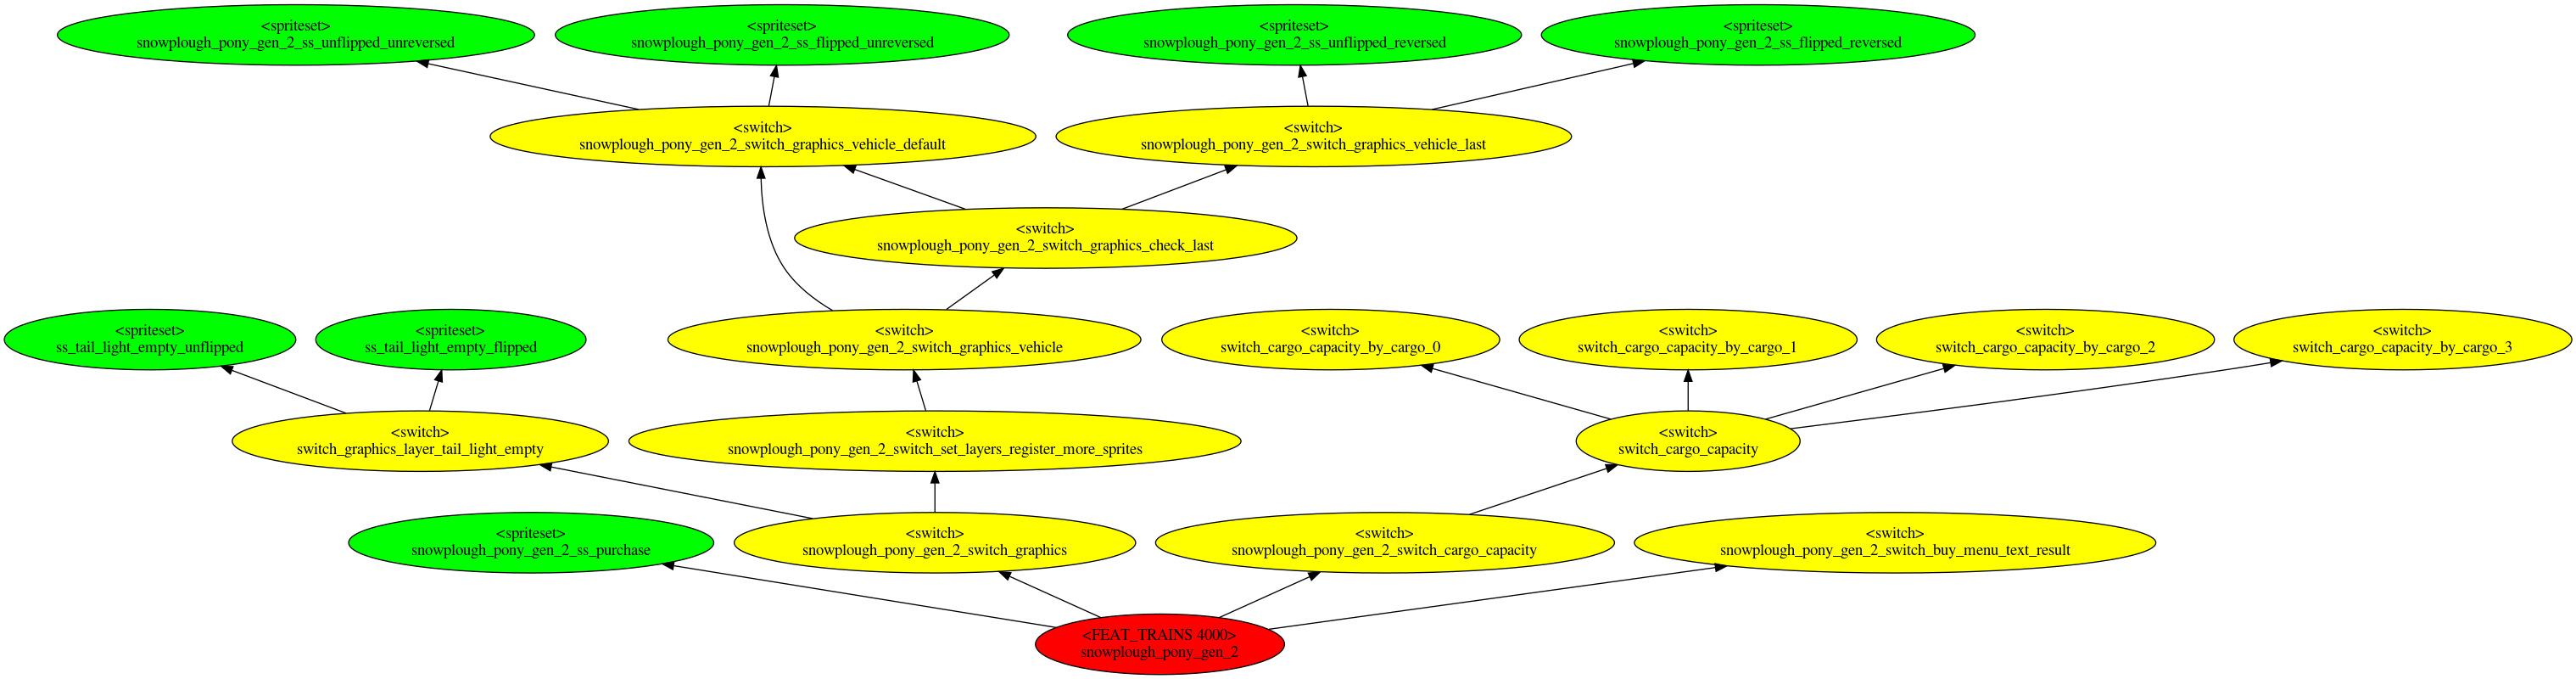 <spriteset>
snowplough_pony_gen_2_ss_unflipped_unreversed
<spriteset>
snowplough_pony_gen_2_ss_flipped_unreversed
<spriteset>
snowplough_pony_gen_2_ss_unflipped_reversed
<spriteset>
snowplough_pony_gen_2_ss_flipped_reversed
<switch>
snowplough_pony_gen_2_switch_graphics_vehicle_default
<switch>
snowplough_pony_gen_2_switch_graphics_vehicle_last
<switch>
snowplough_pony_gen_2_switch_graphics_check_last
<spriteset>
ss_tail_light_empty_unflipped
<spriteset>
ss_tail_light_empty_flipped
<switch>
snowplough_pony_gen_2_switch_graphics_vehicle
<switch>
switch_cargo_capacity_by_cargo_0
<switch>
switch_cargo_capacity_by_cargo_1
<switch>
switch_cargo_capacity_by_cargo_2
<switch>
switch_cargo_capacity_by_cargo_3
<switch>
switch_graphics_layer_tail_light_empty
<switch>
snowplough_pony_gen_2_switch_set_layers_register_more_sprites
<switch>
switch_cargo_capacity
<spriteset>
snowplough_pony_gen_2_ss_purchase
<switch>
snowplough_pony_gen_2_switch_graphics
<switch>
snowplough_pony_gen_2_switch_cargo_capacity
<switch>
snowplough_pony_gen_2_switch_buy_menu_text_result
<FEAT_TRAINS 4000>
snowplough_pony_gen_2